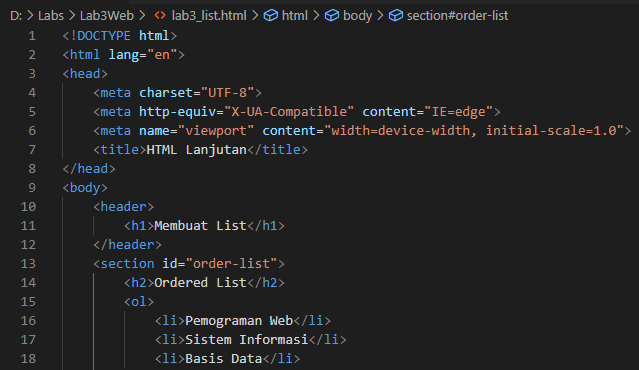 D: > Labs > Lab3Web > lab3_list.html > html > body > section#order-list
1 <!DOCTYPE html>
2 <html lang="en">
3 <head>
4 <meta charset="UTF-8">
5 <meta http-equiv="X-UA-Compatible" content="IE=edge">
6 <meta name="viewport" content="width=device-width, initial-scale=1.0">
7 <title>HTML Lanjutan</title>
8 </head>
9 <body>
10 <header>
11 <h1>Membuat List</h1>
12 </header>
13 <section id="order-list">
14 <h2>Ordered List</h2>
15 <ol>
16 <li>Pemograman Web</li>
17 <li>Sistem Informasi</li>
18 <li>Basis Data</li>